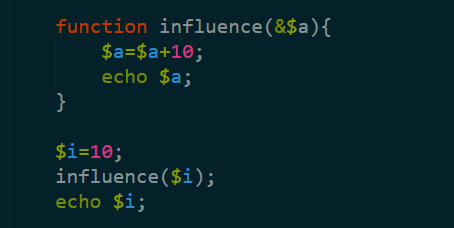 function influence(&$a){
    $a=$a+10;
    echo $a;
}
$i=10;
influence($i);
echo $i;